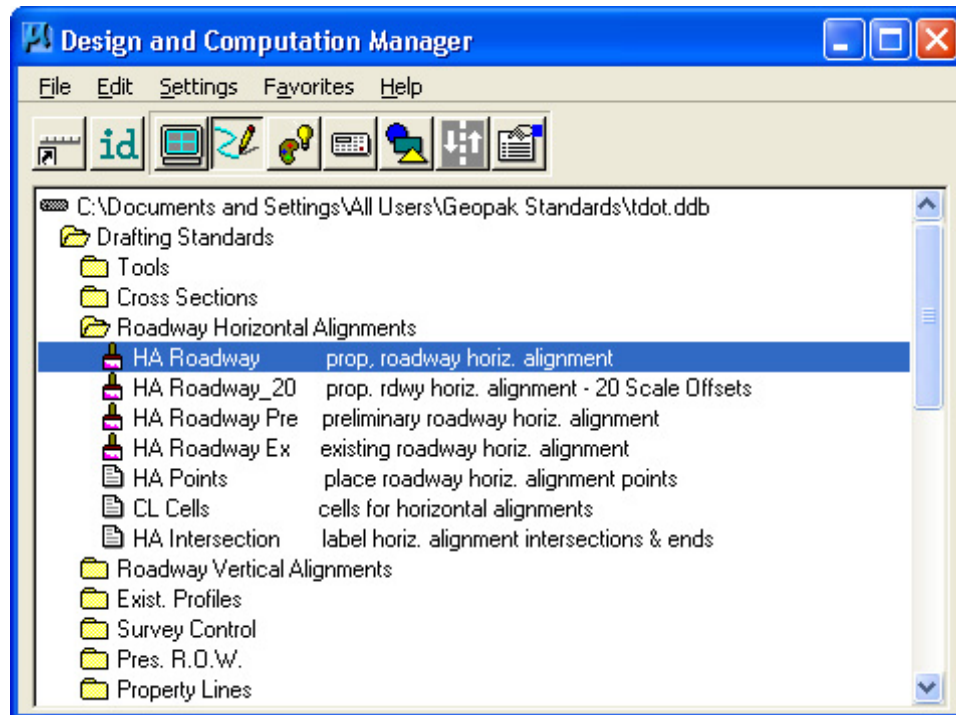 Design and Computation Manager
File Edit Settings Favorites Help
id
C:\Documents and Settings\All Users\Geopak Standards\tdot.ddb
Drafting Standards
Tools
Cross Sections
Roadway Horizontal Alignments
HA Roadway prop, roadway horiz. alignment
HA Roadway_20 prop. rdwy horiz. alignment - 20 Scale Offsets
HA Roadway Pre preliminary roadway horiz. alignment
HA Roadway Ex existing roadway horiz. alignment
HA Points place roadway horiz. alignment points
CL Cells cells for horizontal alignments
HA Intersection label horiz. alignment intersections & ends
Roadway Vertical Alignments
Exist. Profiles
Survey Control
Pres. R.O.W.
Property Lines